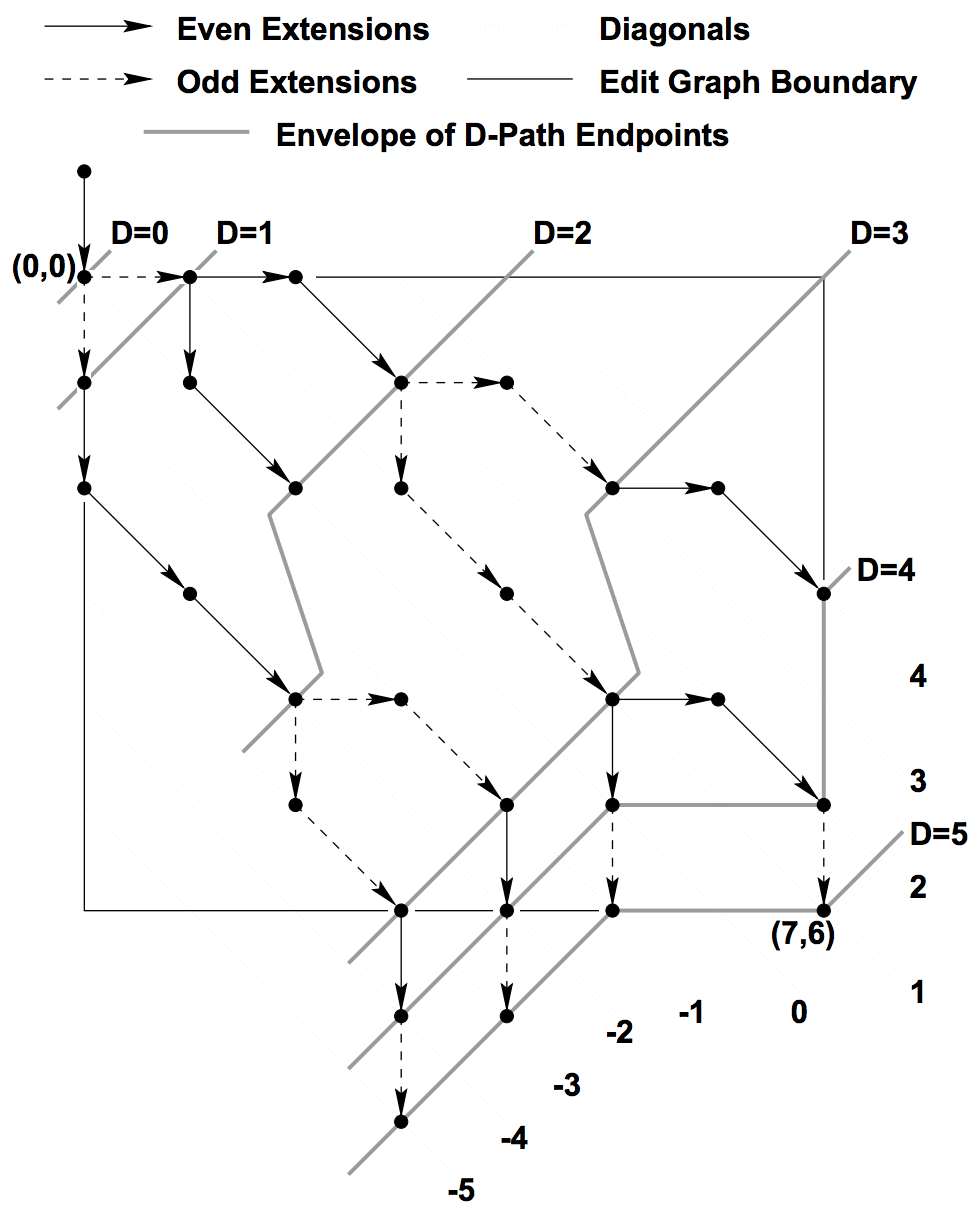 Even Extensions
Diagonals
Odd Extensions
Edit Graph Boundary
Envelope of D-Path Endpoints
D=0
D=1
D=2
D=3
(0,0)
D=4
4
3
D=5
2
(7,6)
1
0
-1
-2
-3
-4
-5